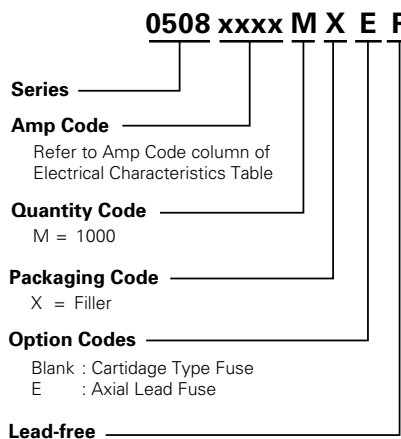 0508 xxxx M X E
Series
Amp Code
Refer to Amp Code column of
Electrical Characteristics Table
Quantity Code
M = 1000
Packaging Code
X = Filler
Option Codes
Blank : Cartidage Type Fuse
E : Axial Lead Fuse
Lead-free